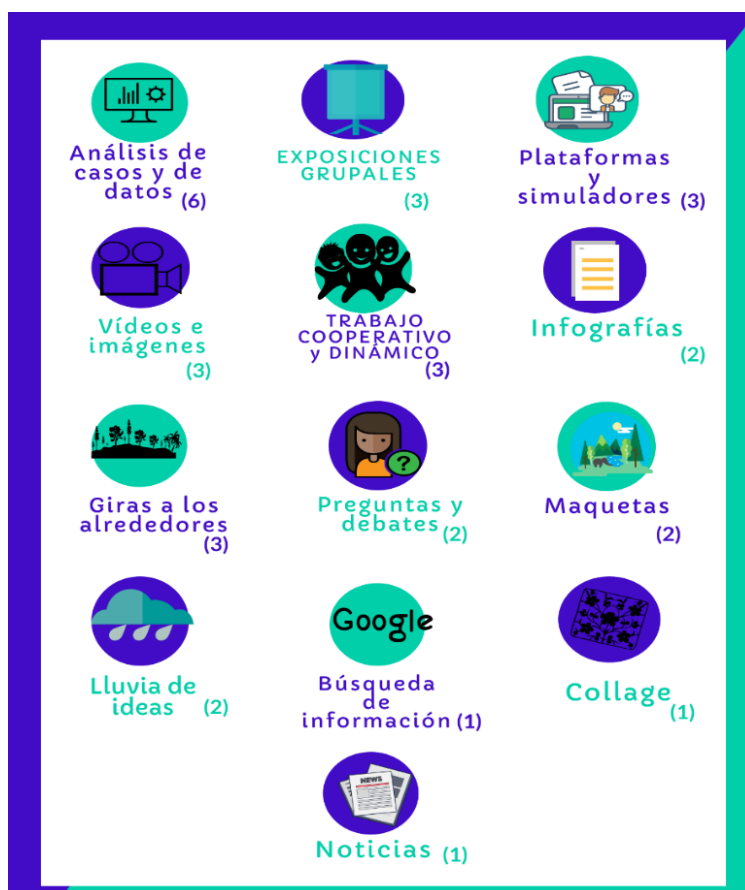 Análisis de
casos y de
datos (6)
EXPOSICIONES
GRUPALES
(3)
Plataformas
y
simuladores (3)
Vídeos e
imágenes
(3)
TRABAJO
COOPERATIVO
y DINÁMICO
(3)
Infografías
(2)
Giras a los
alrededores
(3)
?
Preguntas y
debates (2)
Maquetas
(2)
Lluvia de
ideas (2)
Google
Búsqueda
de
información (1)
Collage
(1)
NEWS
Noticias (1)